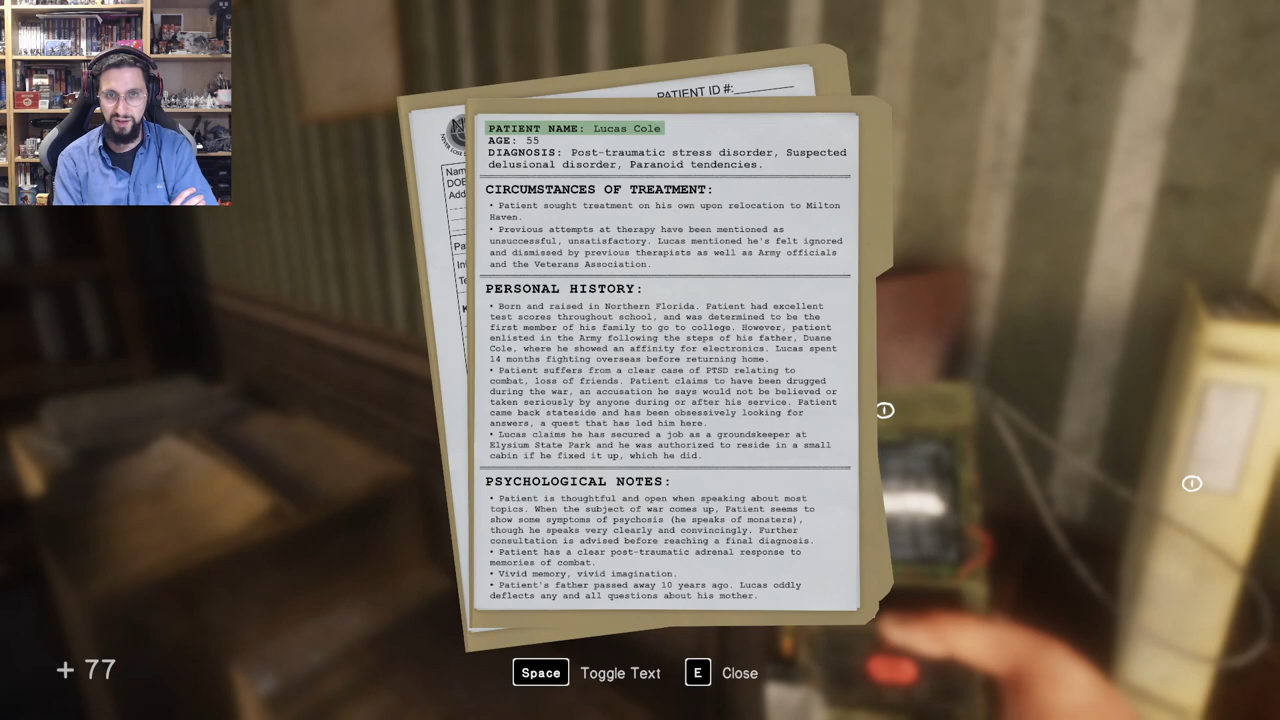 PATIENT ID #:
PATIENT NAME: Lucas Cole
AGE: 55
DIAGNOSIS: Post-traumatic stress disorder, Suspected
delusional disorder, Paranoid tendencies.
CIRCUMSTANCES OF TREATMENT:
• Patient sought treatment on his own upon relocation to Milton
Haven.
• Previous attempts at therapy have been mentioned as
unsuccessful, unsatisfactory. Lucas mentioned he's felt ignored
and dismissed by previous therapists as well as Army officials
and the Veterans Association.
PERSONAL HISTORY:
• Born and raised in Northern Florida. Patient had excellent
test scores throughout school, and was determined to be the
first member of his family to go to college. However, patient
enlisted in the Army following the steps of his father, Duane
Cole, where he showed an affinity for electronics. Lucas spent
14 months fighting overseas before returning home.
• Patient suffers from a clear case of PTSD relating to
combat, loss of friends. Patient claims to have been drugged
during the war, an accusation he says would not be believed or
taken seriously by anyone during or after his service. Patient
came back stateside and has been obsessively looking for
answers, a quest that has led him here.
• Lucas claims he has secured a job as a groundskeeper at
Elysium State Park and he was authorized to reside in a small
cabin if he fixed it up, which he did.
PSYCHOLOGICAL NOTES:
• Patient is thoughtful and open when speaking about most
topics. When the subject of war comes up, Patient seems to
show some symptoms of psychosis (he speaks of monsters),
though he speaks very clearly and convincingly. Further
consultation is advised before reaching a final diagnosis.
• Patient has a clear post-traumatic adrenal response to
memories of combat.
• Vivid memory, vivid imagination.
• Patient's father passed away 10 years ago. Lucas oddly
deflects any and all questions about his mother.
+ 77
Space Toggle Text E Close